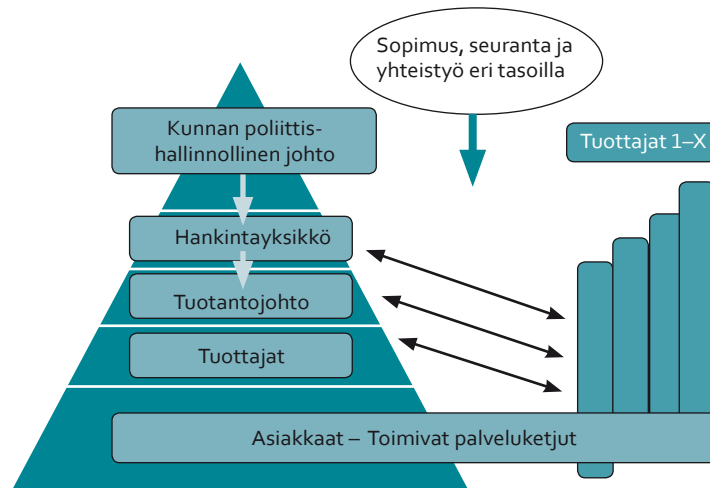 Sopimus, seuranta ja
yhteistyö eri tasoilla
Kunnan poliittis-
hallinnollinen johto
Tuottajat 1–X
Hankintayksikkö
Tuotantojohto
Tuottajat
Asiakkaat – Toimivat palveluketjut